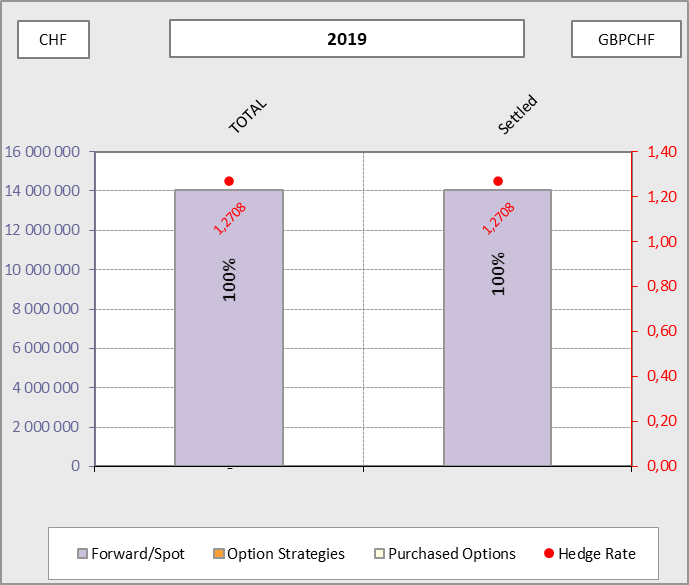 CHF
2019
GBPCHF
TOTAL
Settled
16 000 000
14 000 000
12 000 000
10 000 000
8 000 000
6 000 000
4 000 000
2 000 000
0
1,2708
100%
1,2708
100%
1,40
1,20
1,00
0,80
0,60
0,40
0,20
0,00
-
Forward/Spot
Option Strategies
Purchased Options
Hedge Rate